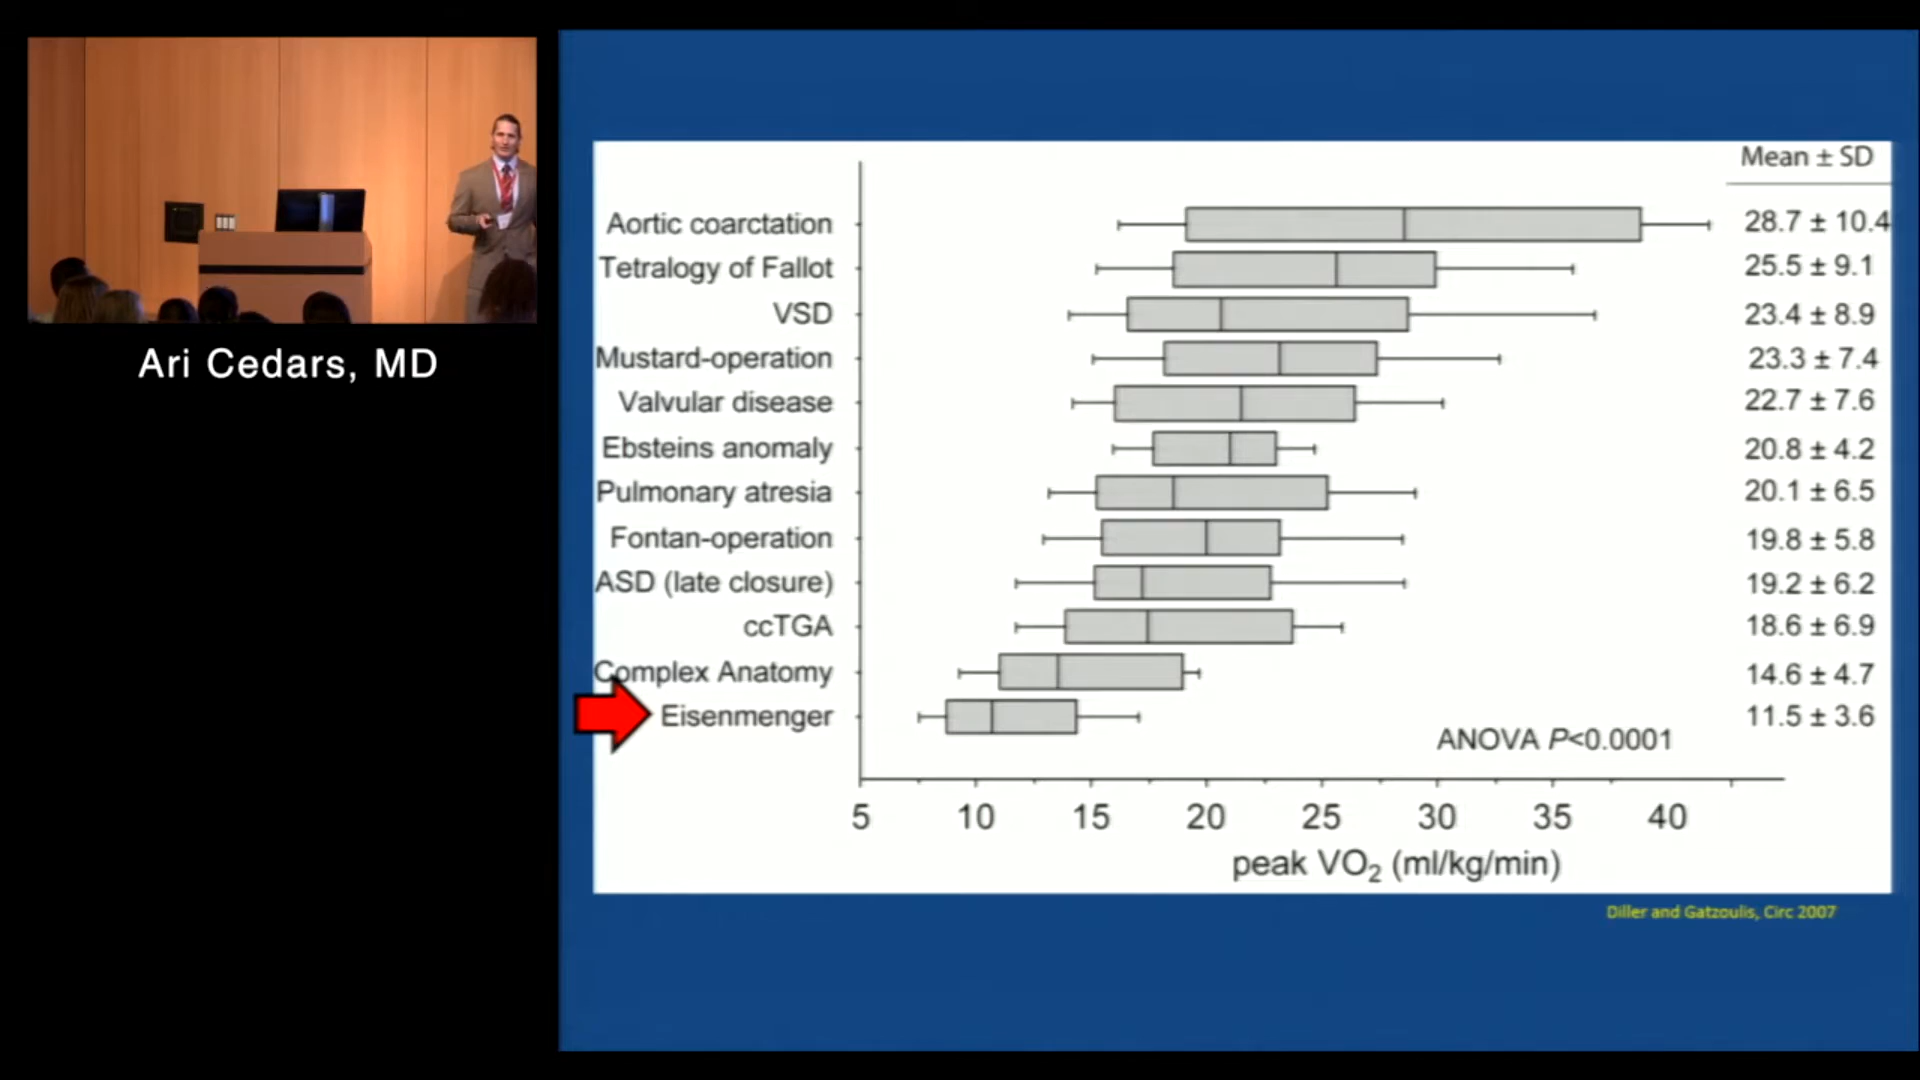 Ari Cedars, MD
Mean ± SD
Aortic coarctation 28.7 ± 10.4
Tetralogy of Fallot 25.5 ± 9.1
VSD 23.4 ± 8.9
Mustard-operation 23.3 ± 7.4
Valvular disease 22.7 ± 7.6
Ebsteins anomaly 20.8 ± 4.2
Pulmonary atresia 20.1 ± 6.5
Fontan-operation 19.8 ± 5.8
ASD (late closure) 19.2 ± 6.2
ccTGA 18.6 ± 6.9
Complex Anatomy 14.6 ± 4.7
Eisenmenger 11.5 ± 3.6
ANOVA P<0.0001
5 10 15 20 25 30 35 40
peak VO₂ (ml/kg/min)
Diller and Gatzoulis, Circ 2007